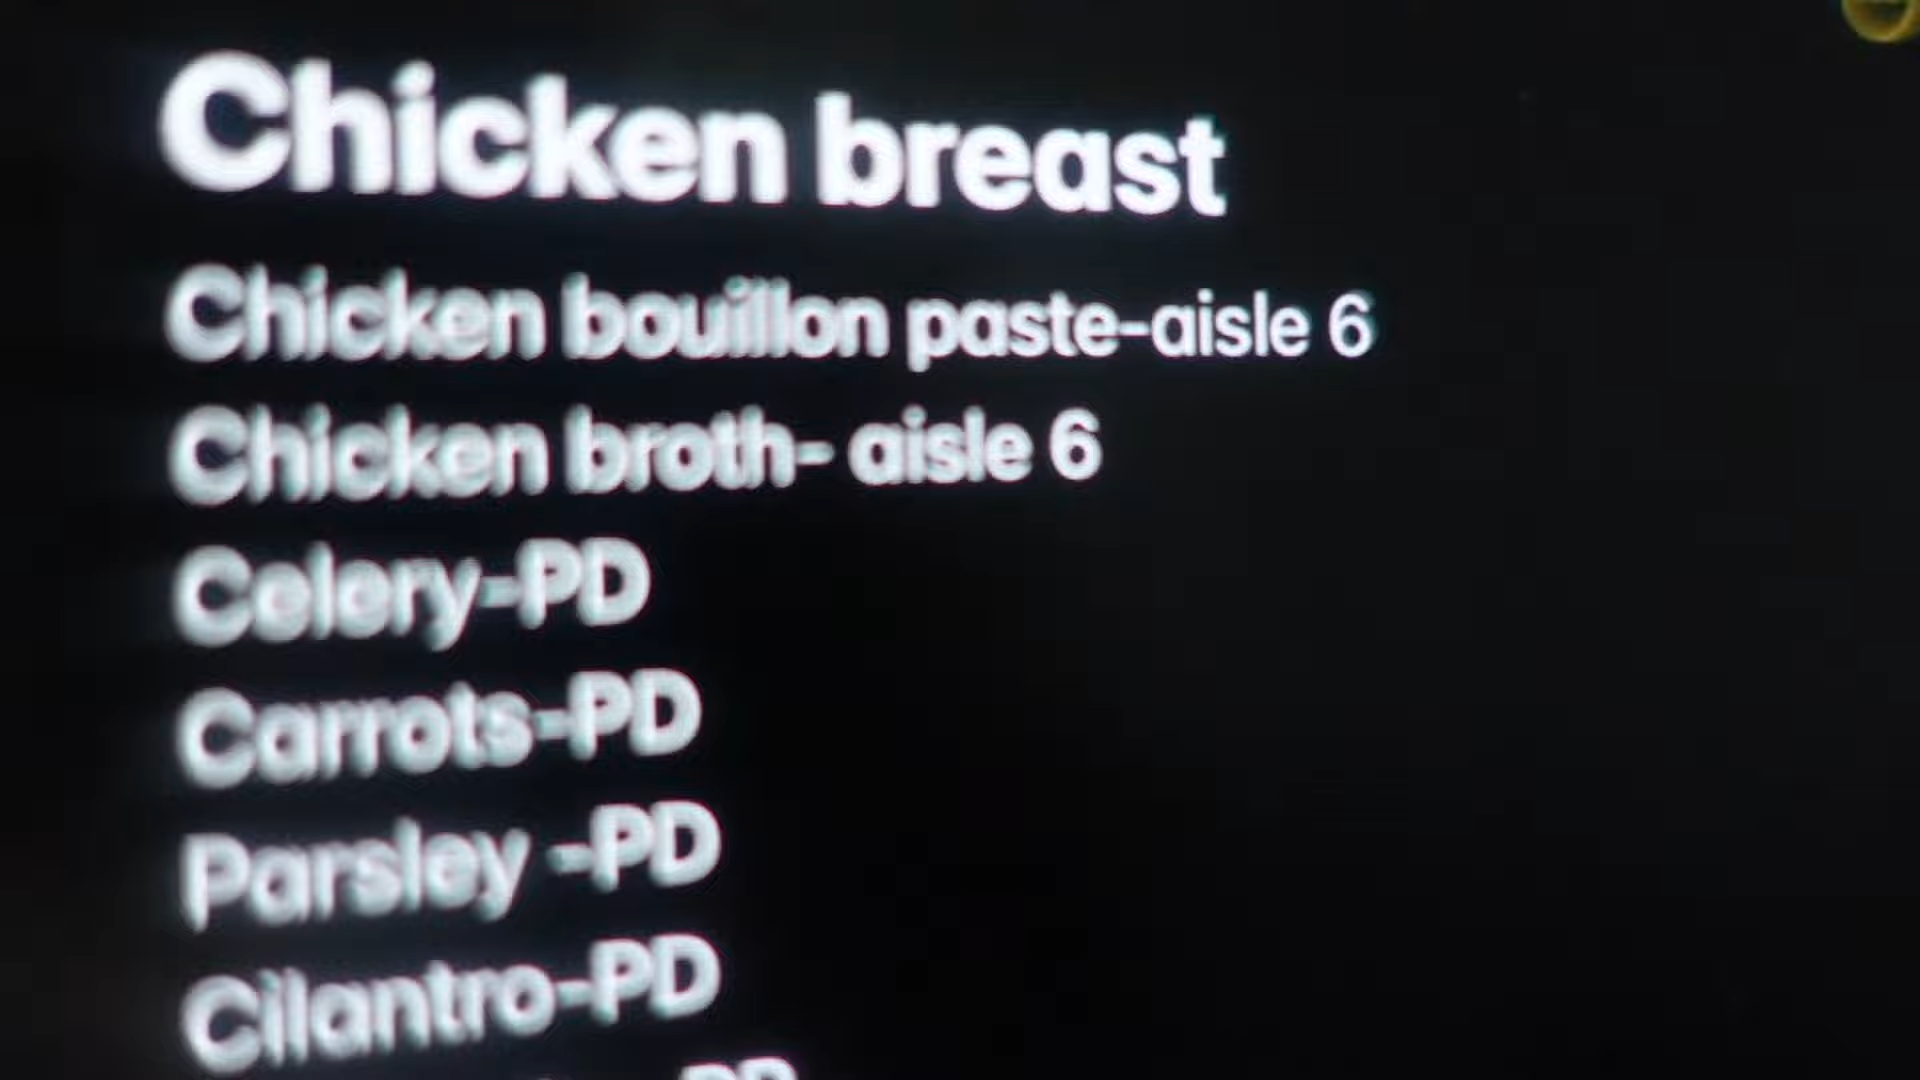 Chicken breast
Chicken bouillon paste-aisle 6
Chicken broth- aisle 6
Celery-PD
Carrots-PD
Parsley -PD
Cilantro-PD